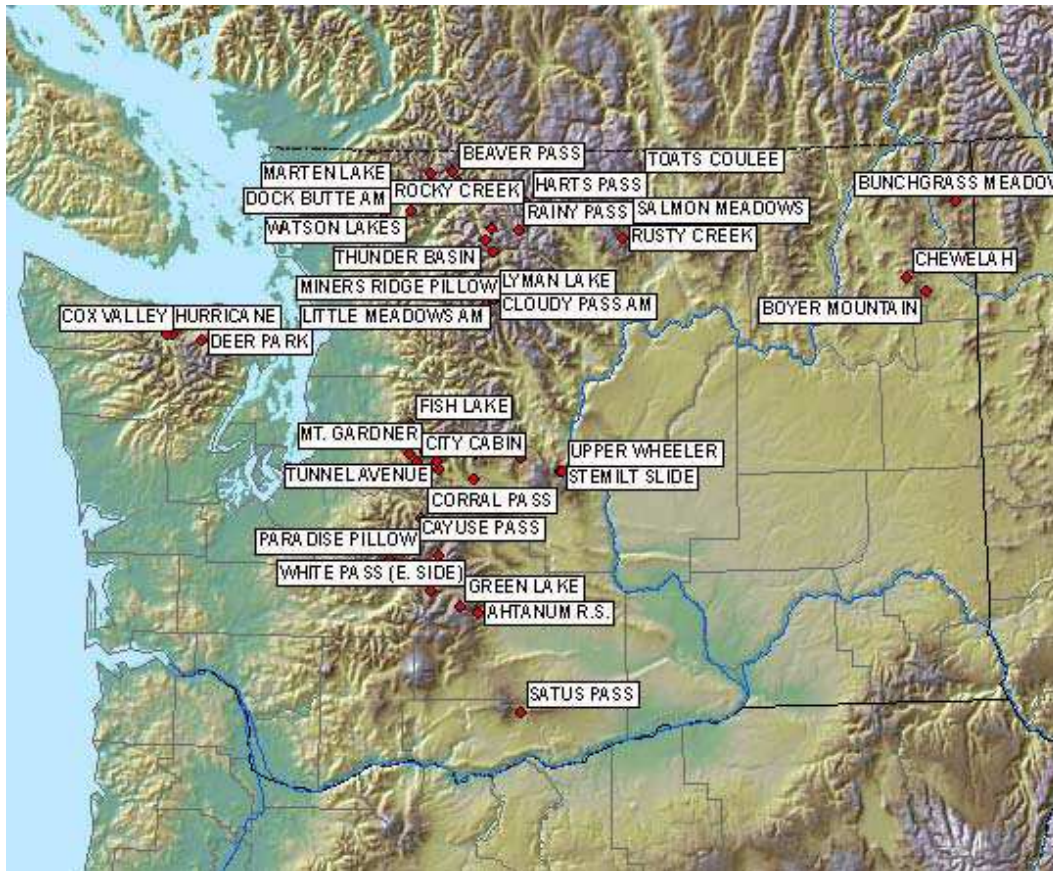 BEAVER PASS
TOATS COULEE
MARTEN LAKE
ROCKY CREEK
HARTS PASS
BUNCHGRASS MEADOW
DOCK BUTTE AM
RAINY PASS
SALMON MEADOWS
WATSON LAKES
RUSTY CREEK
THUNDER BASIN
CHEWELAH
MINERS RIDGE PILLOW
LYMAN LAKE
CLOUDY PASS AM
BOYER MOUNTAIN
COX VALLEY
HURRICANE
LITTLE MEADOWS AM
DEER PARK
FISH LAKE
MT. GARDNER
CITY CABIN
UPPER WHEELER
TUNNEL AVENUE
STEMILT SLIDE
CORRAL PASS
CAYUSE PASS
PARADISE PILLOW
WHITE PASS (E. SIDE)
GREEN LAKE
AHTANUM R.S.
SATUS PASS